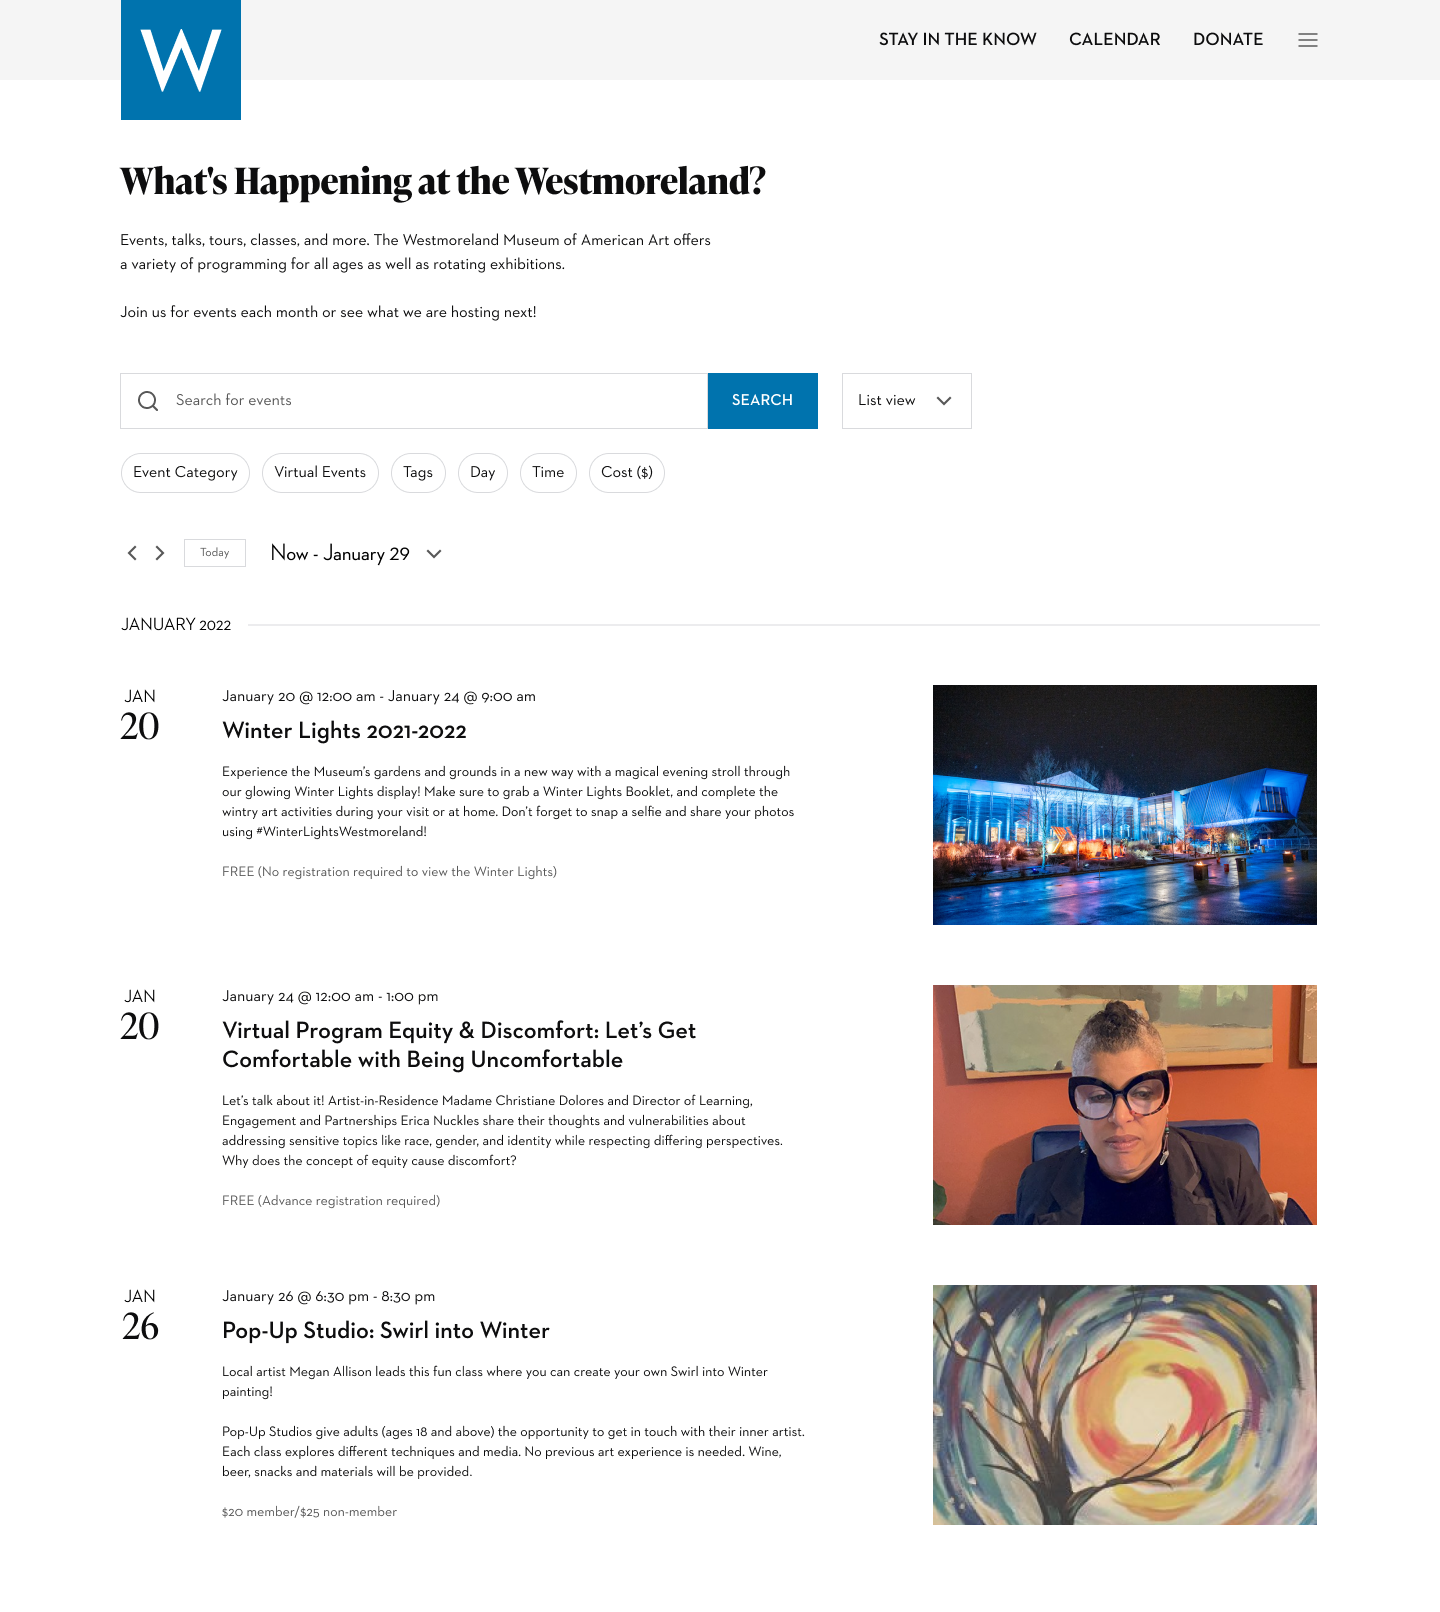 W
STAY IN THE KNOW
CALENDAR
DONATE
What's Happening at the Westmoreland?
Events, talks, tours, classes, and more. The Westmoreland Museum of American Art offers
a variety of programming for all ages as well as rotating exhibitions.
Join us for events each month or see what we are hosting next!
Search for events
SEARCH
List view
Event Category
Virtual Events
Tags
Day
Time
Cost ($)
Today
Now - January 29
JANUARY 2022
JAN
20
January 20 @ 12:00 am - January 24 @ 9:00 am
Winter Lights 2021-2022
Experience the Museum’s gardens and grounds in a new way with a magical evening stroll through
our glowing Winter Lights display! Make sure to grab a Winter Lights Booklet, and complete the
wintry art activities during your visit or at home. Don’t forget to snap a selfie and share your photos
using #WinterLightsWestmoreland!
FREE (No registration required to view the Winter Lights)
JAN
20
January 24 @ 12:00 am - 1:00 pm
Virtual Program Equity & Discomfort: Let’s Get
Comfortable with Being Uncomfortable
Let’s talk about it! Artist-in-Residence Madame Christiane Dolores and Director of Learning,
Engagement and Partnerships Erica Nuckles share their thoughts and vulnerabilities about
addressing sensitive topics like race, gender, and identity while respecting differing perspectives.
Why does the concept of equity cause discomfort?
FREE (Advance registration required)
JAN
26
January 26 @ 6:30 pm - 8:30 pm
Pop-Up Studio: Swirl into Winter
Local artist Megan Allison leads this fun class where you can create your own Swirl into Winter
painting!
Pop-Up Studios give adults (ages 18 and above) the opportunity to get in touch with their inner artist.
Each class explores different techniques and media. No previous art experience is needed. Wine,
beer, snacks and materials will be provided.
$20 member/$25 non-member